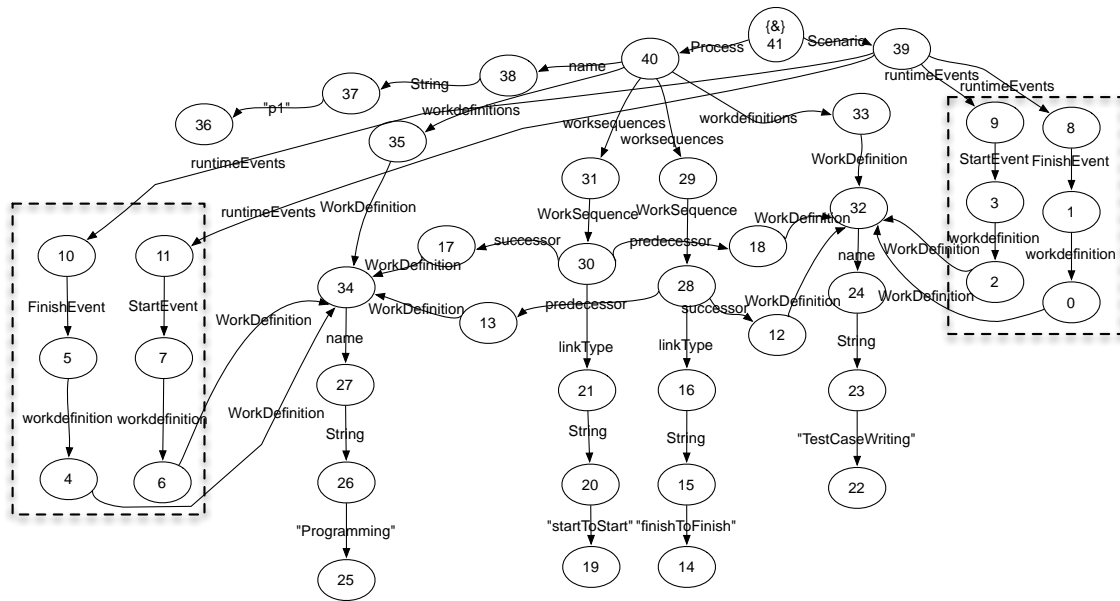 {&}
41
Process
Scenario
39
40
name
38
String
37
"p1"
36
runtimeEvents
runtimeEvents
workdefinitions
35
worksequences
worksequences
workdefinitions
33
9
8
StartEvent
FinishEvent
runtimeEvents
WorkDefinition
WorkDefinition
31
29
WorkSequence
WorkSequence
32
3
1
runtimeEvents
workdefinition
workdefinition
10
11
17
successor
predecessor
18
WorkDefinition
WorkDefinition
WorkDefinition
name
30
34
28
24
2
0
FinishEvent
StartEvent
WorkDefinition
WorkDefinition
13
predecessor
successor
12
WorkDefinition
WorkDefinition
name
linkType
linkType
String
5
7
27
21
16
23
workdefinition
workdefinition
WorkDefinition
String
String
String
"TestCaseWriting"
4
6
26
20
15
22
"Programming"
"startToStart"
"finishToFinish"
25
19
14